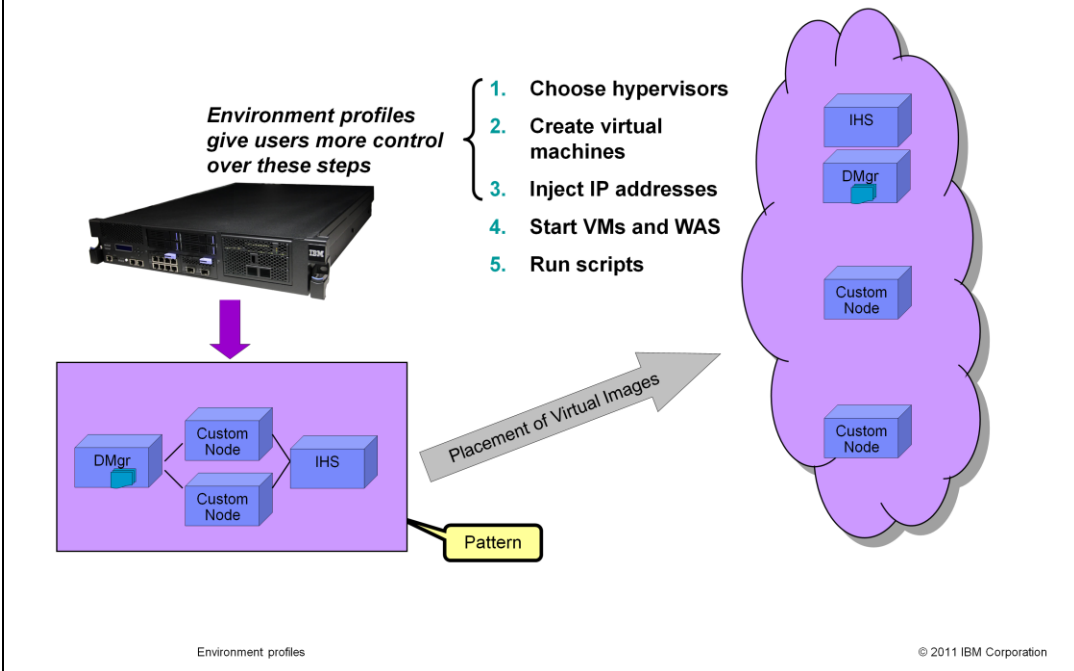 Environment profiles
give users more control
over these steps
1. Choose hypervisors
2. Create virtual
machines
3. Inject IP addresses
4. Start VMs and WAS
5. Run scripts
IBM
IHS
DMgr
Custom
Node
Custom
Node
DMgr
Custom
Node
Custom
Node
IHS
Placement of Virtual Images
Pattern
Environment profiles
© 2011 IBM Corporation